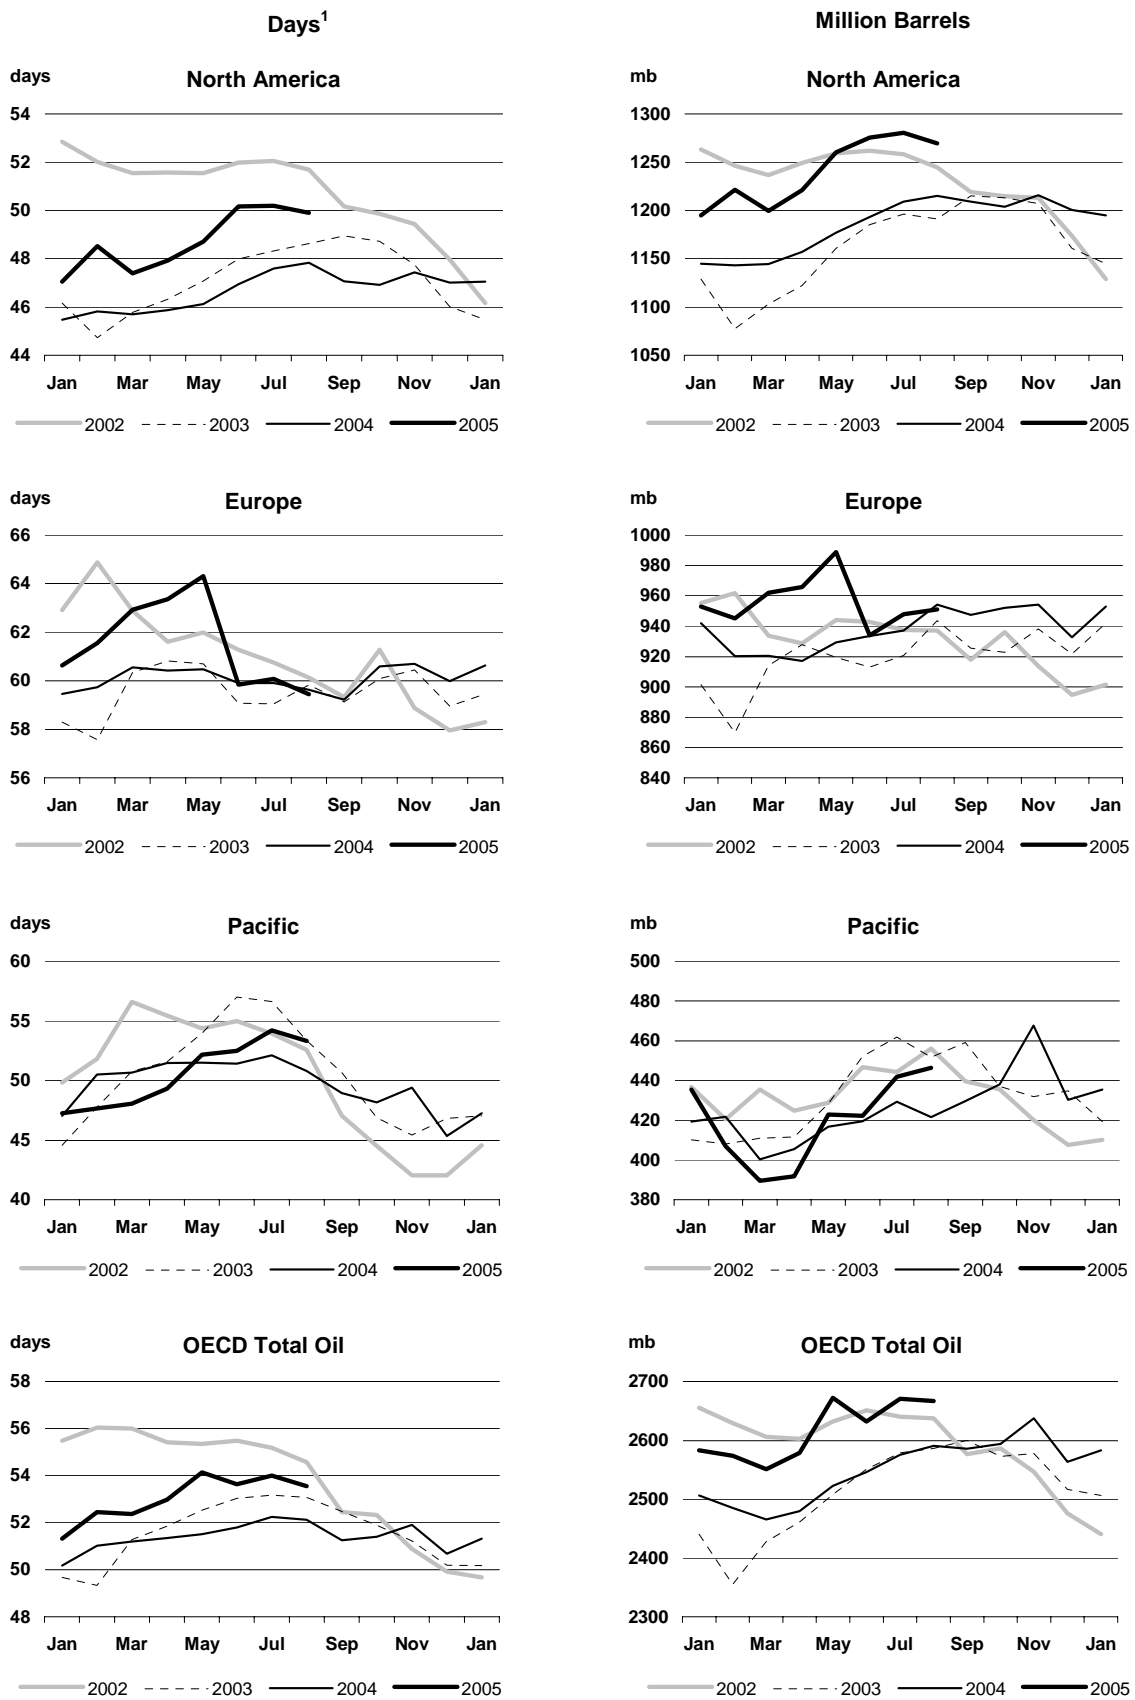 Days1
Million Barrels
days
North America
54
52
50
48
46
44
Jan Mar May Jul Sep Nov Jan
2002 2003 2004 2005
mb
North America
1300
1250
1200
1150
1100
1050
Jan Mar May Jul Sep Nov Jan
2002 2003 2004 2005
days
Europe
66
64
62
60
58
56
Jan Mar May Jul Sep Nov Jan
2002 2003 2004 2005
mb
Europe
1000
980
960
940
920
900
880
860
840
Jan Mar May Jul Sep Nov Jan
2002 2003 2004 2005
days
Pacific
60
55
50
45
40
Jan Mar May Jul Sep Nov Jan
2002 2003 2004 2005
mb
Pacific
500
480
460
440
420
400
380
Jan Mar May Jul Sep Nov Jan
2002 2003 2004 2005
days
OECD Total Oil
58
56
54
52
50
48
Jan Mar May Jul Sep Nov Jan
2002 2003 2004 2005
mb
OECD Total Oil
2700
2600
2500
2400
2300
Jan Mar May Jul Sep Nov Jan
2002 2003 2004 2005